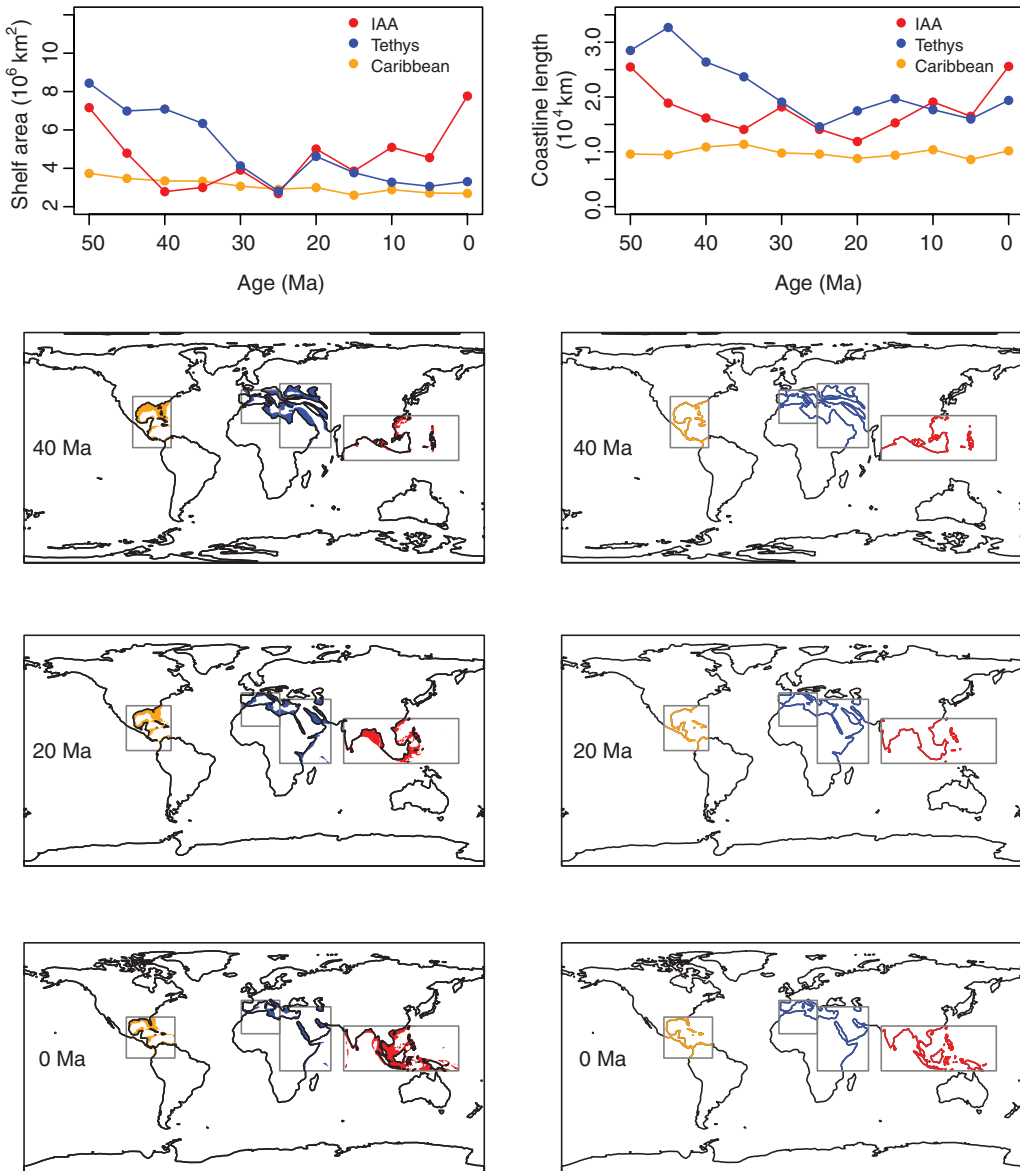 Shelf area (10⁶ km²)
10
8
6
4
2
IAA
Tethys
Caribbean
50 40 30 20 10 0
Age (Ma)
Coastline length
(10⁴ km)
3.0
2.0
1.0
0.0
IAA
Tethys
Caribbean
50 40 30 20 10 0
Age (Ma)
40 Ma
40 Ma
20 Ma
20 Ma
0 Ma
0 Ma